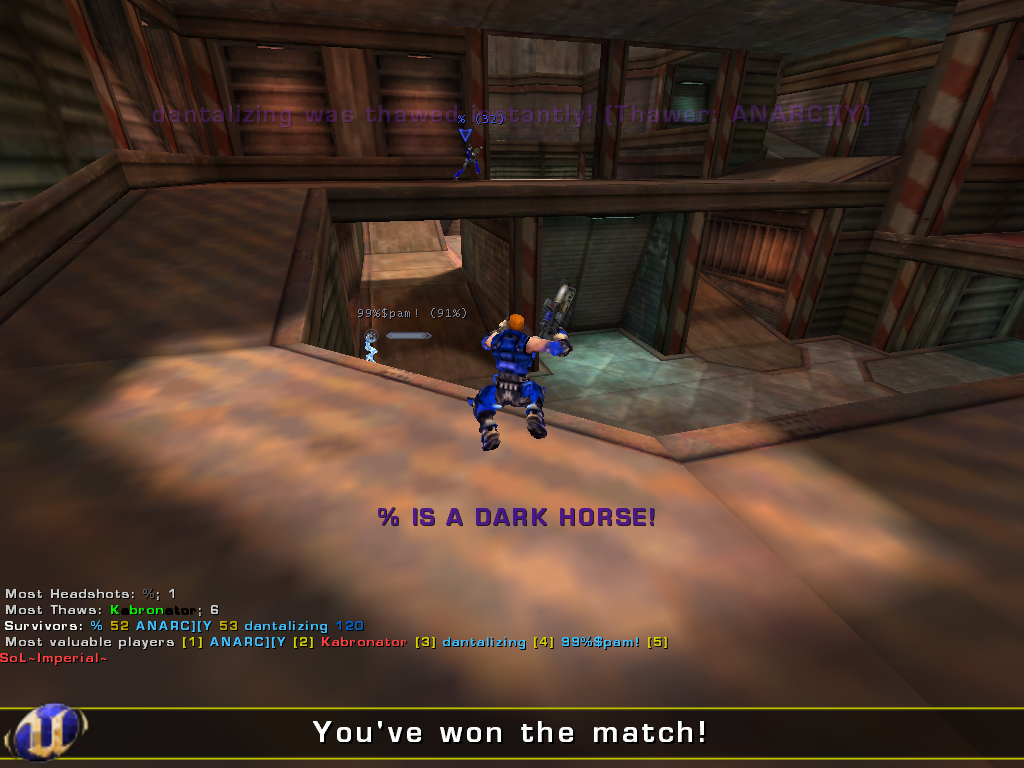 dantalizing was thawed instantly! [Thawer: ANARC][Y]
% (32)
99%$pam! (91%)
% IS A DARK HORSE!
Most Headshots: %; 1
Most Thaws: Kabronator; 6
Survivors: % 52 ANARC][Y 53 dantalizing 120
Most valuable players [1] ANARC][Y [2] Kabronator [3] dantalizing [4] 99%$pam! [5]
SoL~Imperial~
You've won the match!